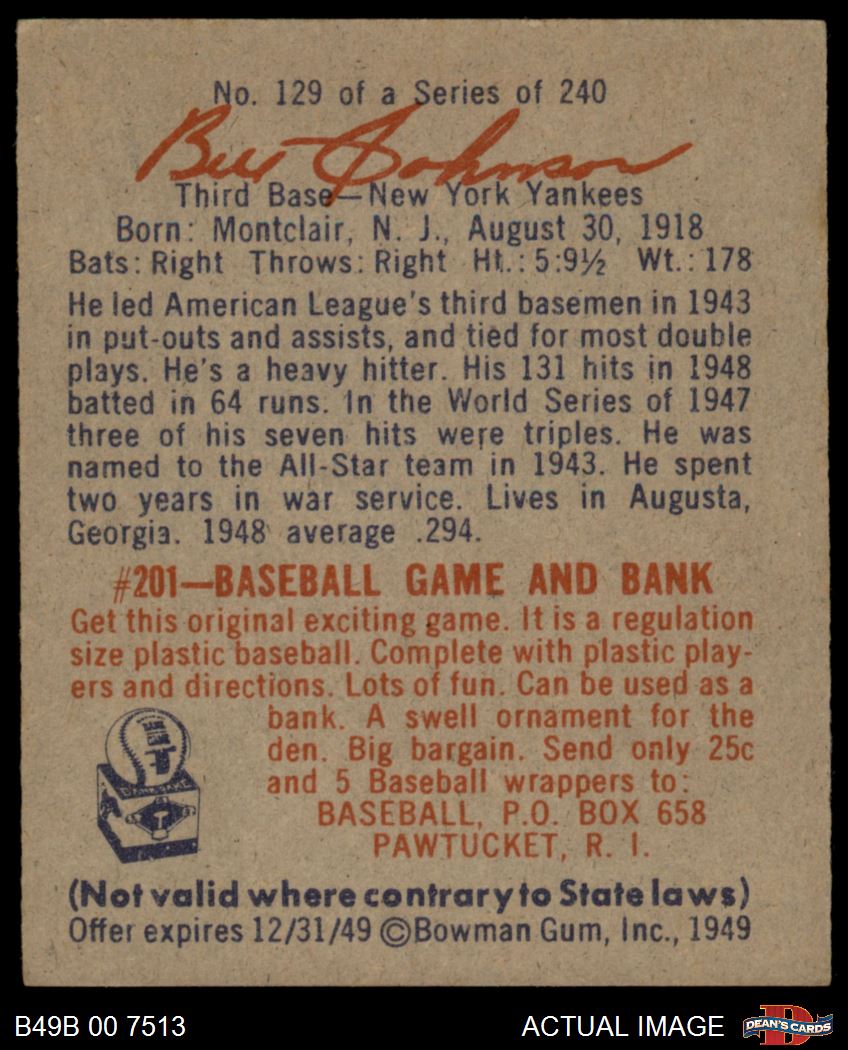 No. 129 of a Series of 240
Bill Johnson
Third Base—New York Yankees
Born: Montclair, N. J., August 30, 1918
Bats: Right Throws: Right Ht.: 5:9½ Wt.: 178
He led American League's third basemen in 1943
in put-outs and assists, and tied for most double
plays. He's a heavy hitter. His 131 hits in 1948
batted in 64 runs. In the World Series of 1947
three of his seven hits were triples. He was
named to the All-Star team in 1943. He spent
two years in war service. Lives in Augusta,
Georgia. 1948 average .294.
#201—BASEBALL GAME AND BANK
Get this original exciting game. It is a regulation
size plastic baseball. Complete with plastic play-
ers and directions. Lots of fun. Can be used as a
bank. A swell ornament for the
den. Big bargain. Send only 25c
and 5 Baseball wrappers to:
BASEBALL, P.O. BOX 658
PAWTUCKET, R. I.
(Not valid where contrary to State laws)
Offer expires 12/31/49 ©Bowman Gum, Inc., 1949
B49B 00 7513
ACTUAL IMAGE
DEAN'S CARDS